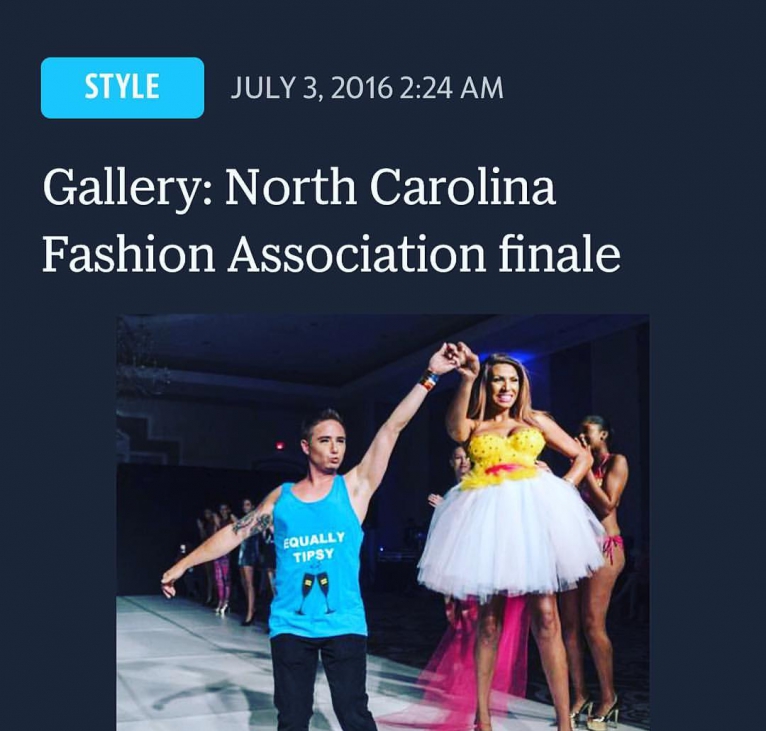 STYLE JULY 3, 2016 2:24 AM
Gallery: North Carolina
Fashion Association finale
EQUALLY
TIPSY